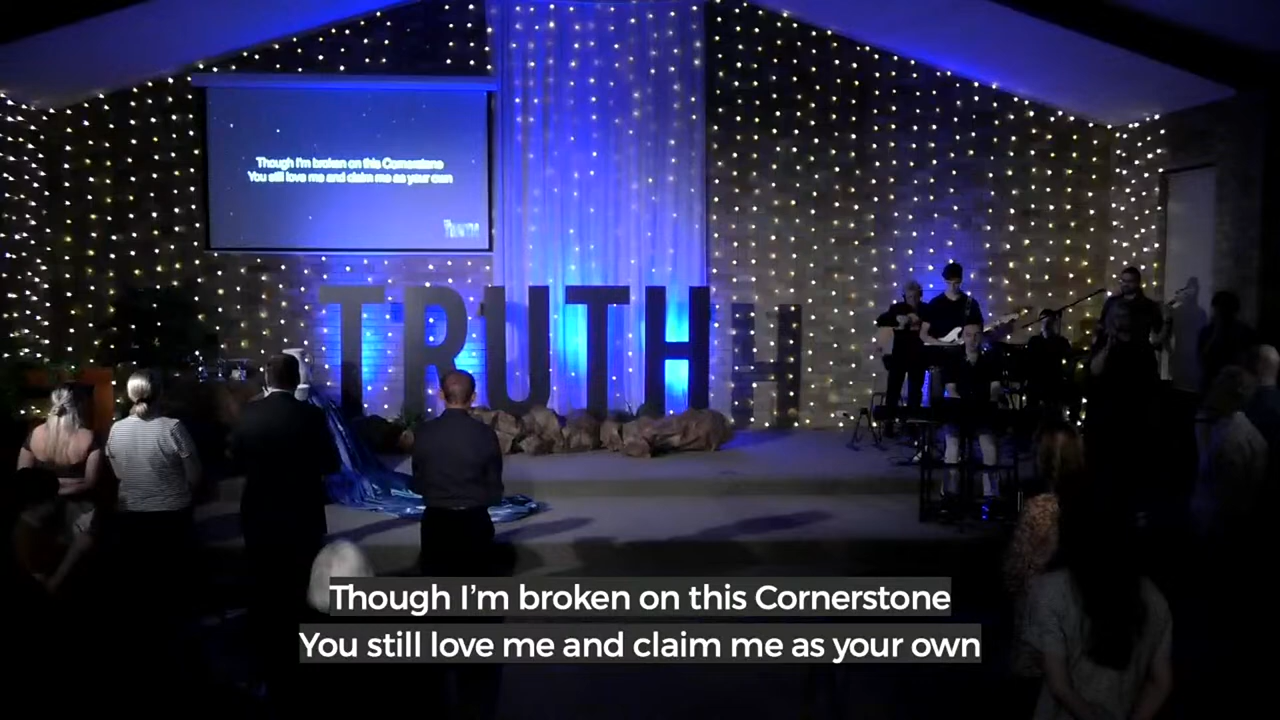 Though I'm broken on this Cornerstone
You still love me and claim me as your own
TRUTH H
Though I’m broken on this Cornerstone
You still love me and claim me as your own